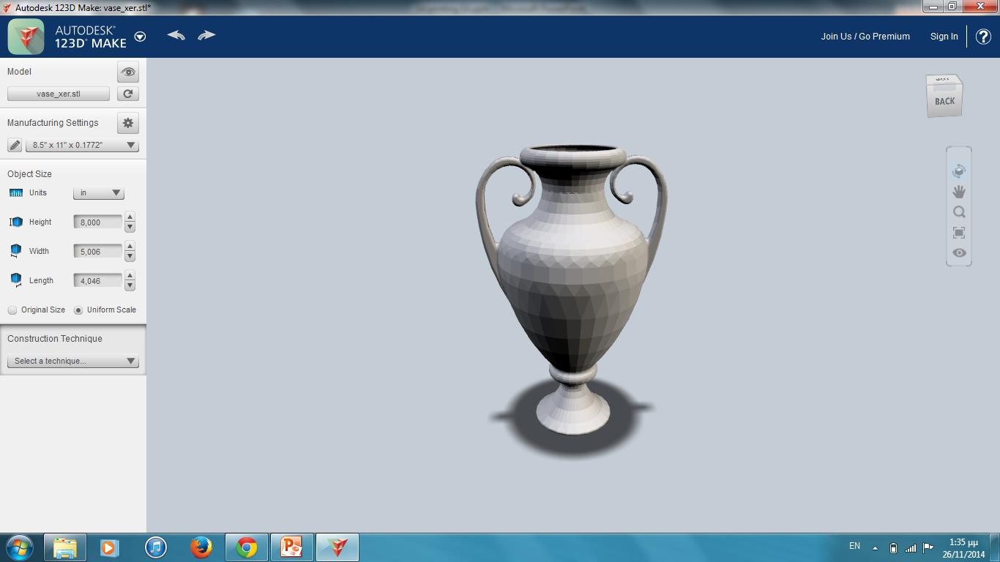 Autodesk 123D Make: vase_xer.stl*
AUTODESK®
123D® MAKE
Join Us / Go Premium
Sign In
?
Model
vase_xer.stl
Manufacturing Settings
8.5" x 11" x 0.1772"
Object Size
Units
in
Height
8,000
Width
5,006
Length
4,046
Original Size
Uniform Scale
Construction Technique
Select a technique...
TOP
BACK
EN
1:35 μμ
26/11/2014